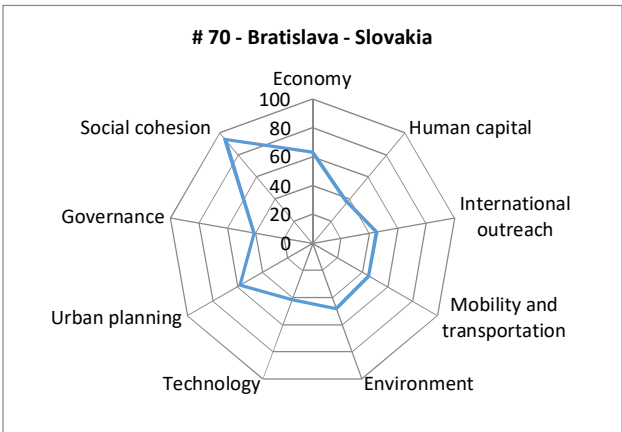 # 70 - Bratislava - Slovakia
Economy
100
80
60
40
20
0
Human capital
International
outreach
Mobility and
transportation
Environment
Technology
Urban planning
Governance
Social cohesion